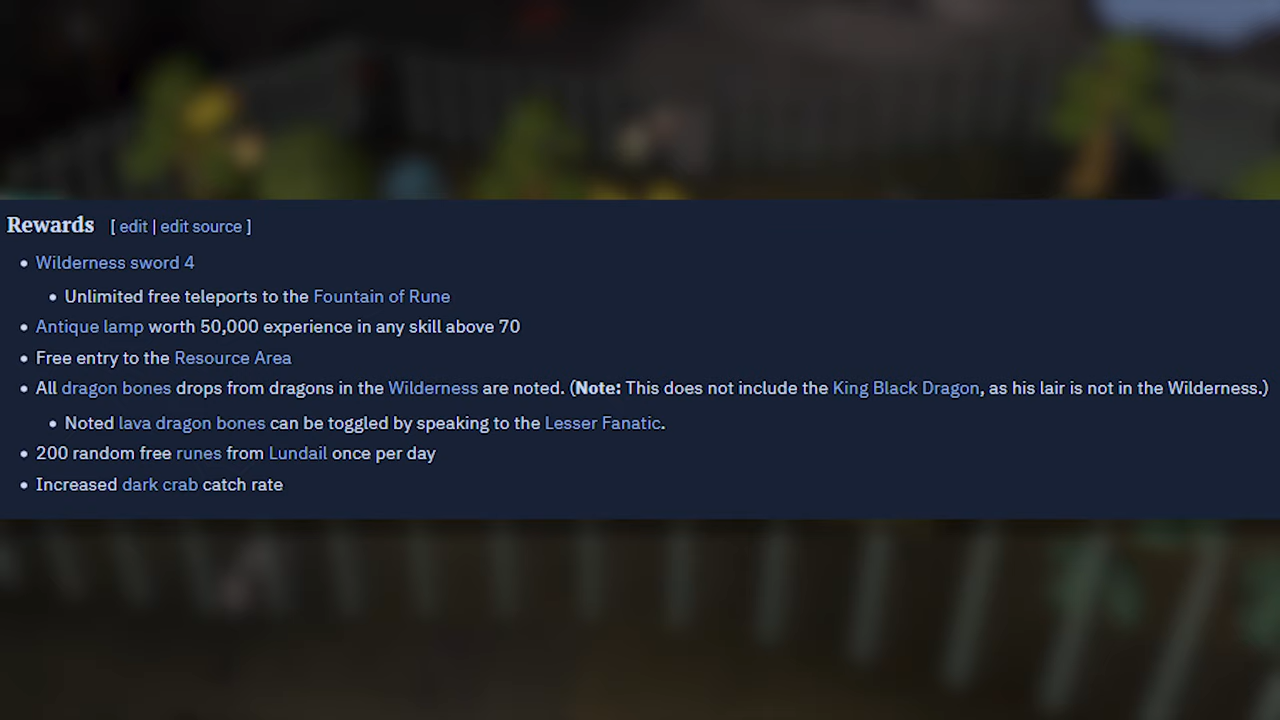 Rewards [ edit | edit source ]
• Wilderness sword 4
• Unlimited free teleports to the Fountain of Rune
• Antique lamp worth 50,000 experience in any skill above 70
• Free entry to the Resource Area
• All dragon bones drops from dragons in the Wilderness are noted. (Note: This does not include the King Black Dragon, as his lair is not in the Wilderness.)
• Noted lava dragon bones can be toggled by speaking to the Lesser Fanatic.
• 200 random free runes from Lundail once per day
• Increased dark crab catch rate